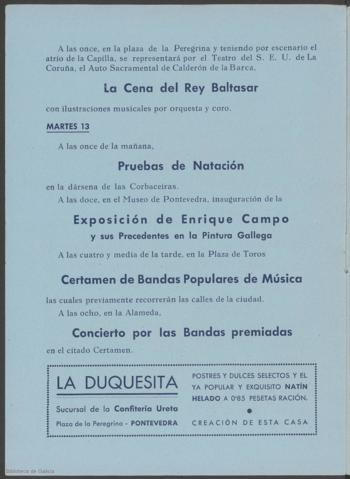 A las once, en la plaza de la Peregrina y teniendo por escenario el
atrio de la Capilla, se representará por el Teatro del S. E. U. de La
Coruña, el Auto Sacramental de Calderón de la Barca,
La Cena del Rey Baltasar
con ilustraciones musicales por orquesta y coro.
MARTES 13
A las once de la mañana,
Pruebas de Natación
en la dársena de las Corbaceiras.
A las doce, en el Museo de Pontevedra, inauguración de la
Exposición de Enrique Campo
y sus Precedentes en la Pintura Gallega
A las cuatro y media de la tarde, en la Plaza de Toros
Certamen de Bandas Populares de Música
las cuales previamente recorrerán las calles de la ciudad.
A las ocho, en la Alameda,
Concierto por las Bandas premiadas
en el citado Certamen.
LA DUQUESITA
Sucursal de la Confitería Ureta
Plaza de la Peregrina - PONTEVEDRA
POSTRES Y DULCES SELECTOS Y EL
YA POPULAR Y EXQUISITO NATÍN
HELADO A 0'85 PESETAS RACIÓN.
●
CREACIÓN DE ESTA CASA
Biblioteca de Galicia